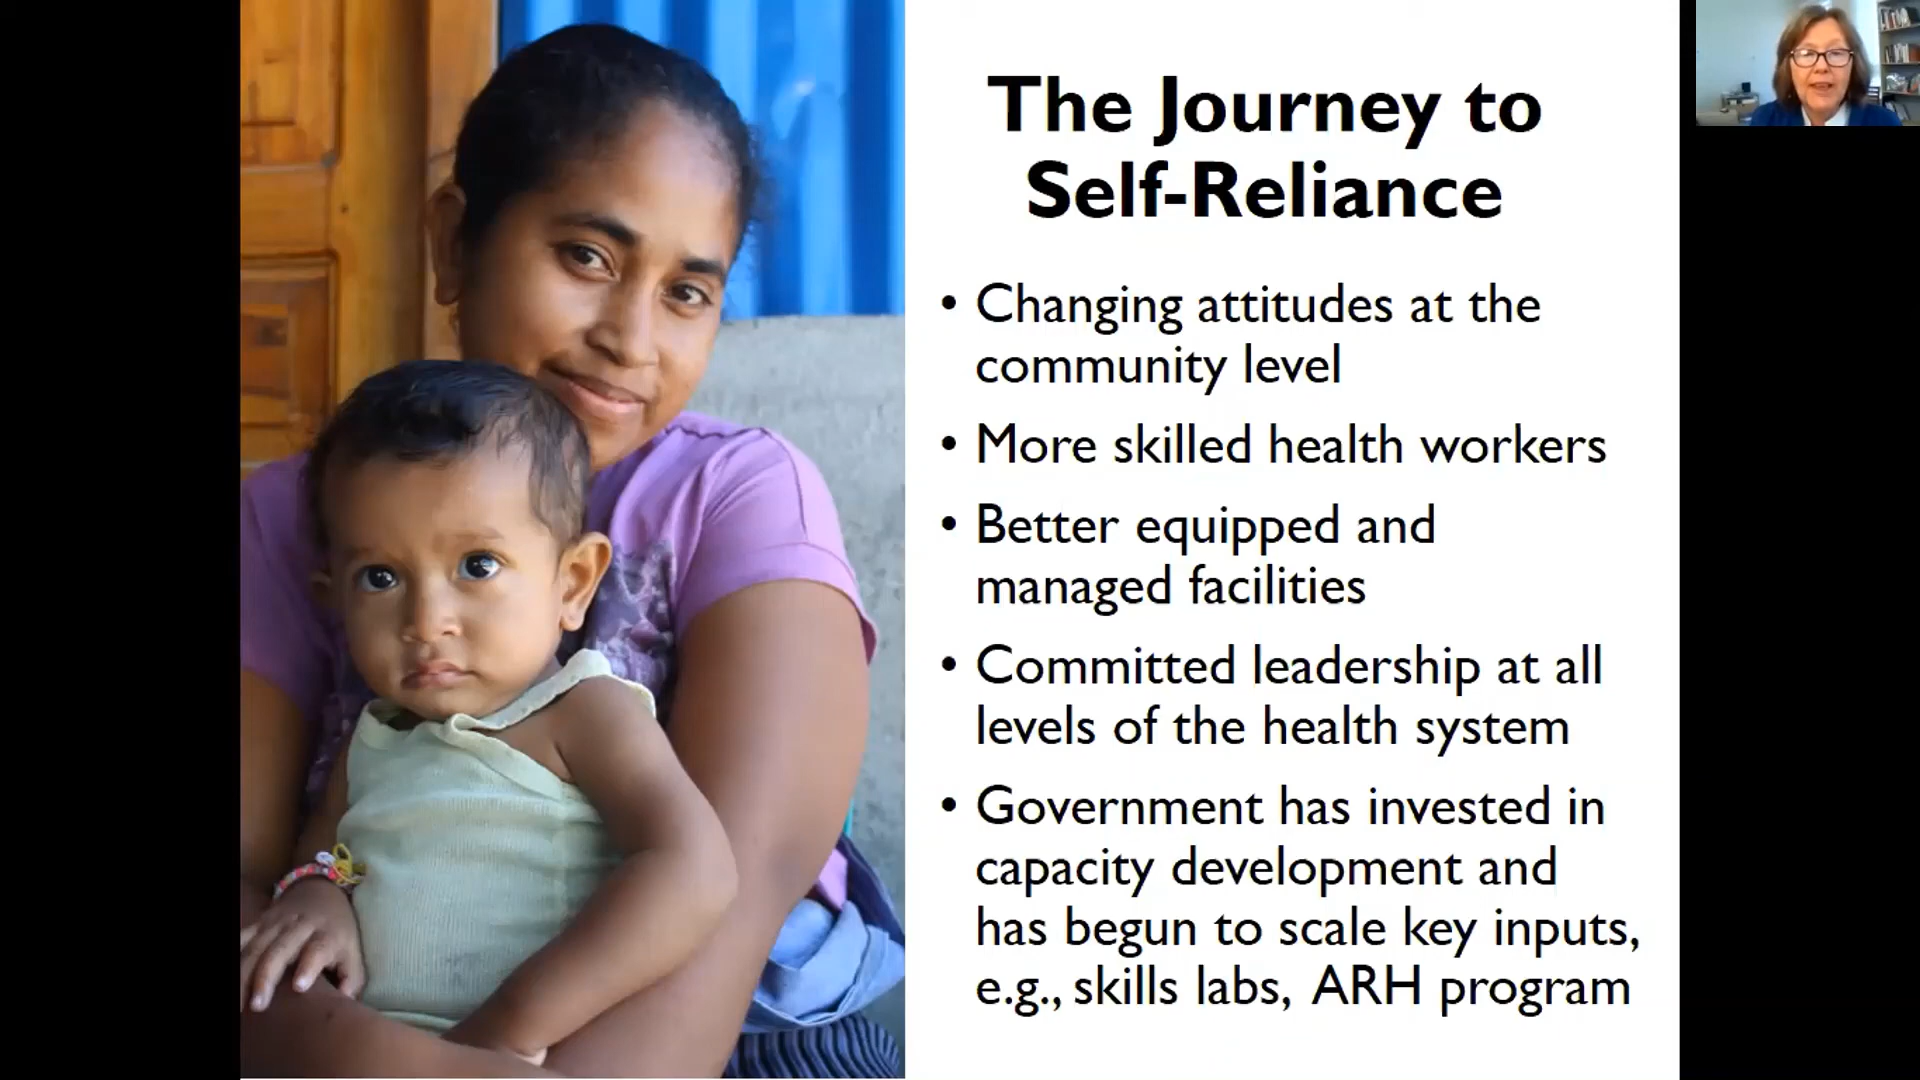 The Journey to
Self-Reliance
• Changing attitudes at the
community level
• More skilled health workers
• Better equipped and
managed facilities
• Committed leadership at all
levels of the health system
• Government has invested in
capacity development and
has begun to scale key inputs,
e.g., skills labs, ARH program